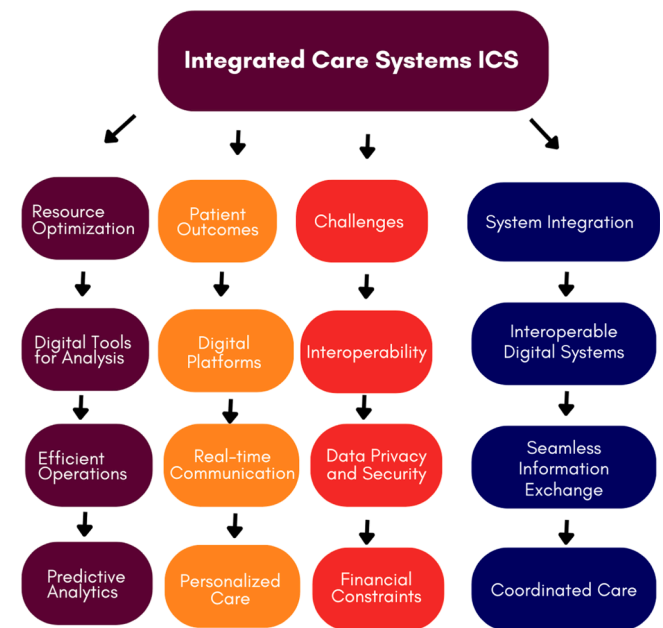 Integrated Care Systems ICS
Resource
Optimization
Patient
Outcomes
Challenges
System Integration
Digital Tools
for Analysis
Digital
Platforms
Interoperability
Interoperable
Digital Systems
Efficient
Operations
Real-time
Communication
Data Privacy
and Security
Seamless
Information
Exchange
Predictive
Analytics
Personalized
Care
Financial
Constraints
Coordinated Care